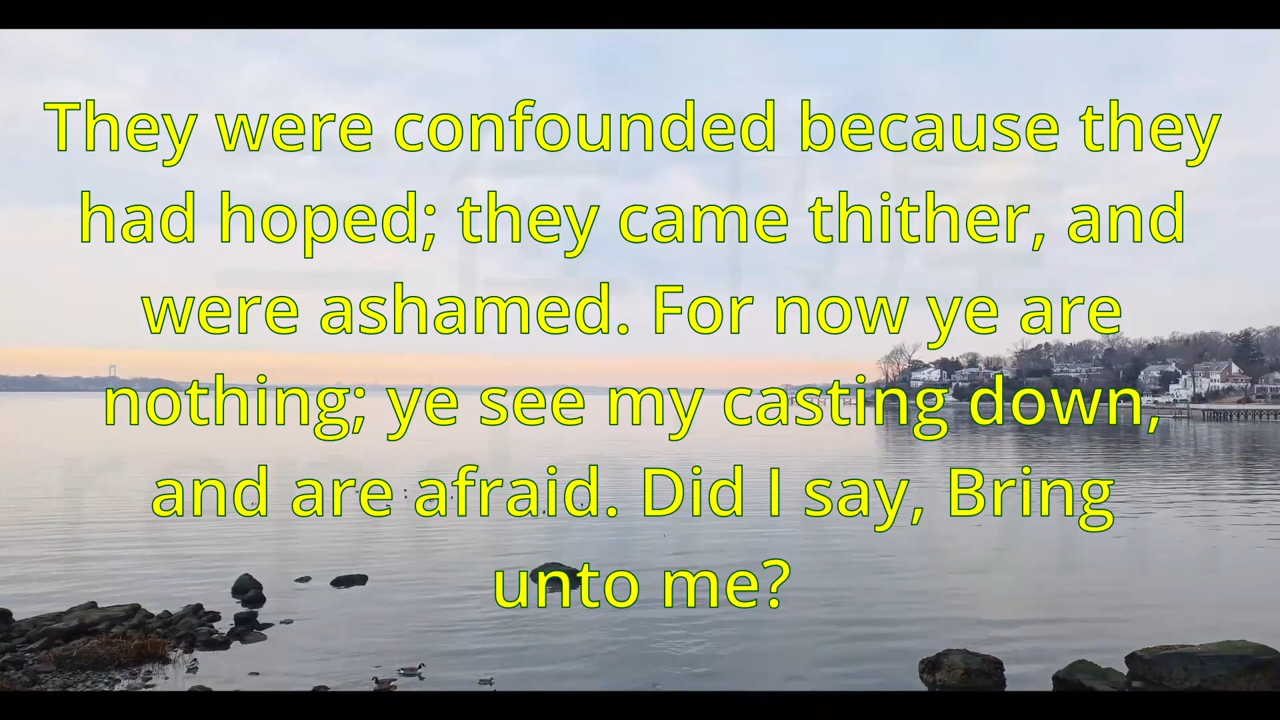 They were confounded because they
had hoped; they came thither, and
were ashamed. For now ye are
nothing; ye see my casting down,
and are afraid. Did I say, Bring
unto me?